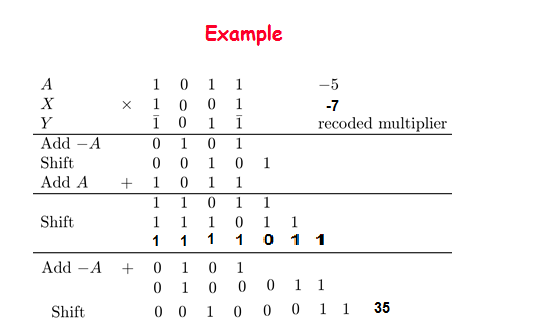 Example
A 1 0 1 1 −5
X × 1 0 0 1 -7
Y 1̄ 0 1 1̄ recoded multiplier
Add −A 0 1 0 1
Shift 0 0 1 0 1
Add A + 1 0 1 1
1 1 0 1 1
Shift 1 1 1 0 1 1
1 1 1 1 0 1 1
Add −A + 0 1 0 1
0 1 0 0 0 1 1
Shift 0 0 1 0 0 0 1 1 35